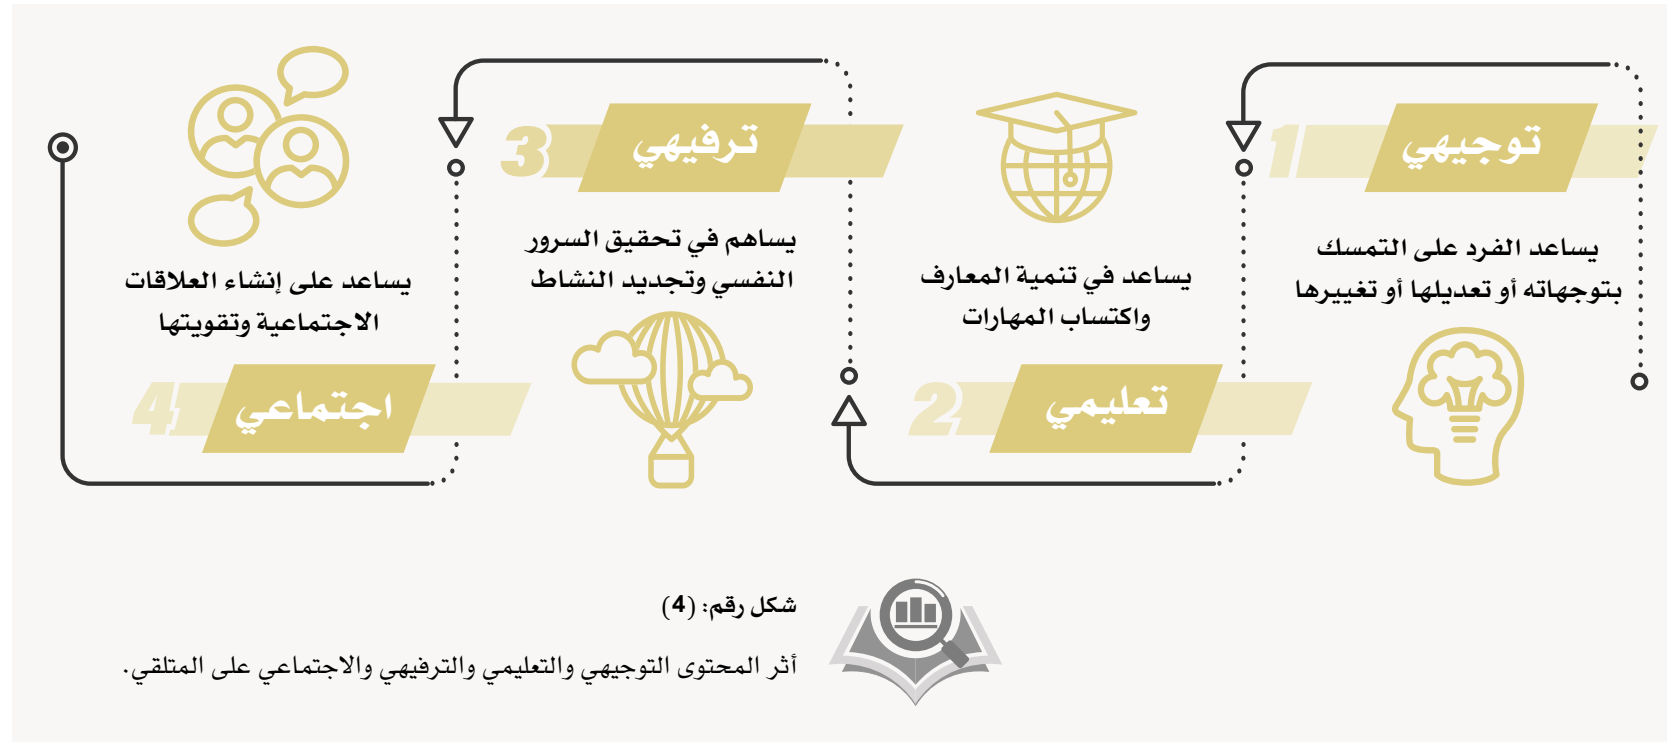 1
توجيهي
يساعد الفرد على التمسك
بتوجهاته أو تعديلها أو تغييرها
يساعد في تنمية المعارف
واكتساب المهارات
2
تعليمي
3
ترفيهي
يساهم في تحقيق السرور
النفسي وتجديد النشاط
يساعد على إنشاء العلاقات
الاجتماعية وتقويتها
4
اجتماعي
شكل رقم: (4)
أثر المحتوى التوجيهي والتعليمي والترفيهي والاجتماعي على المتلقي.